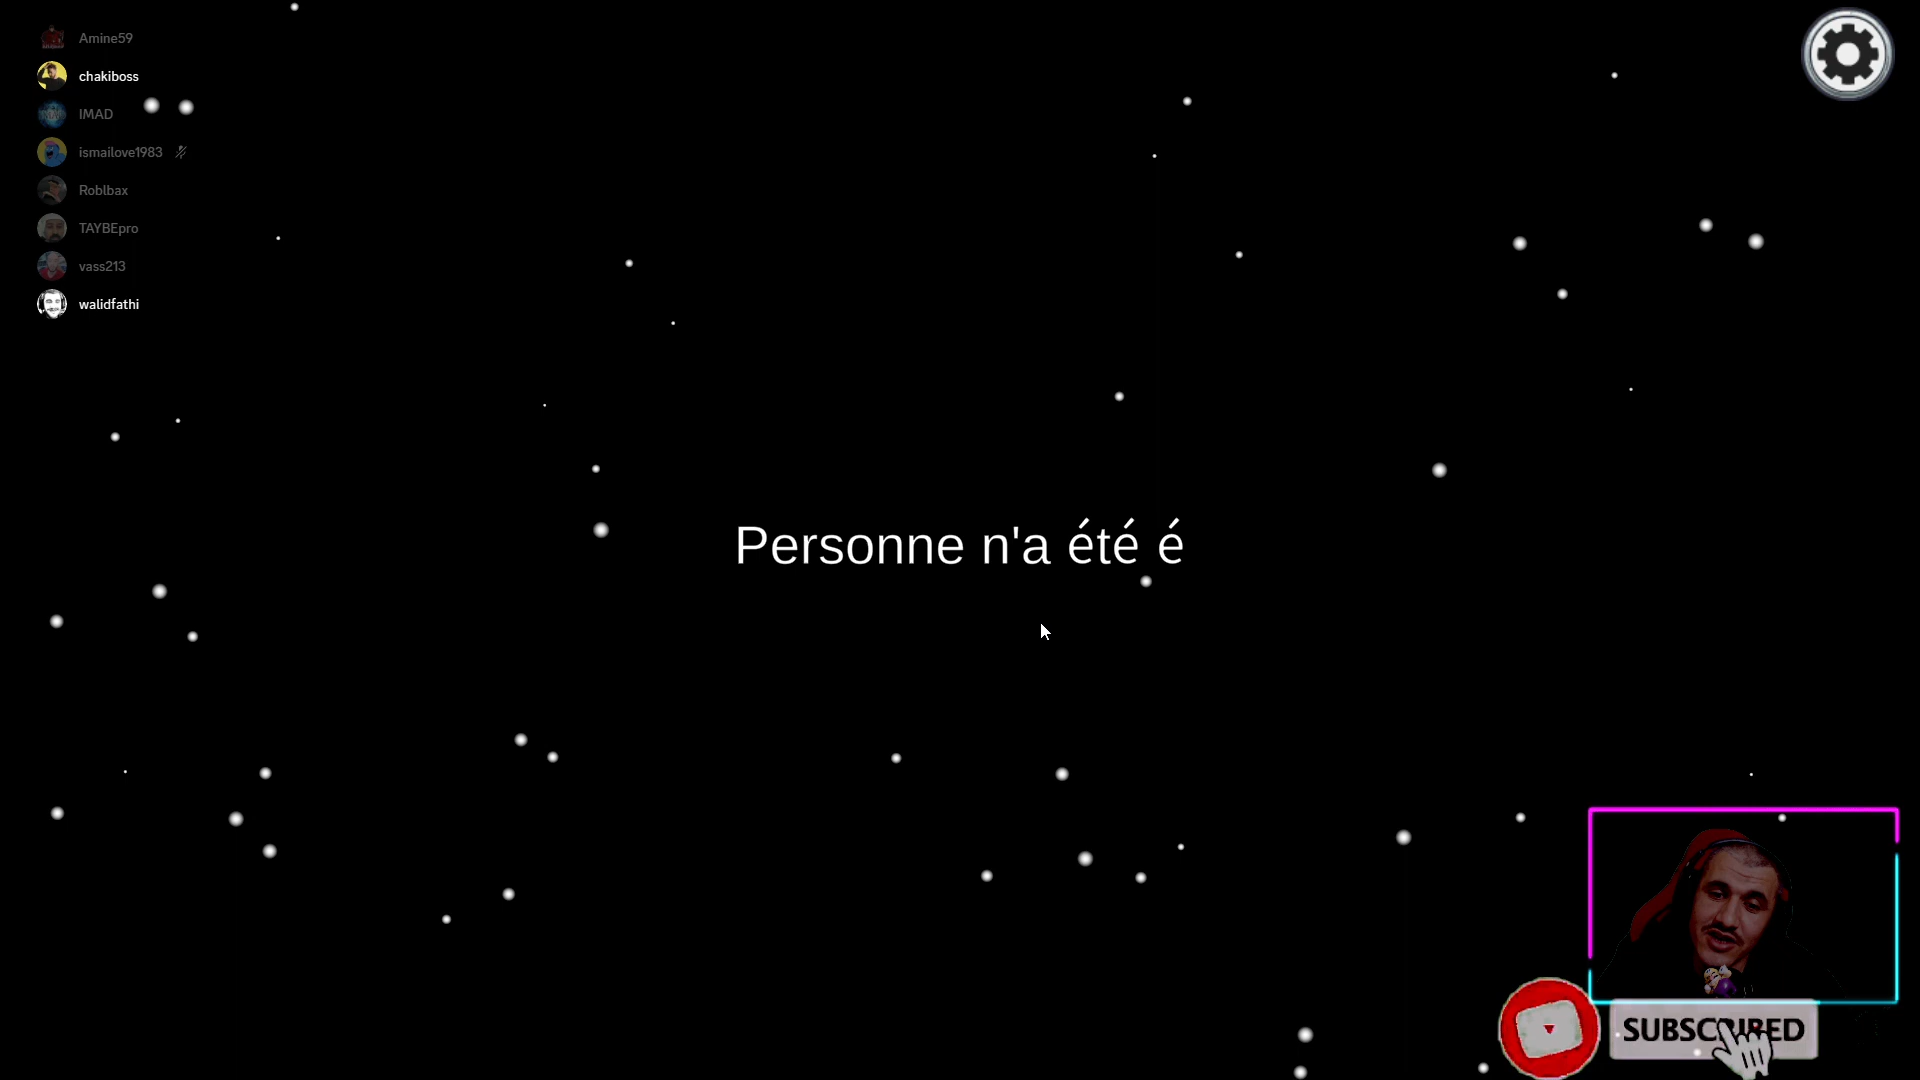 Amine59
chakiboss
IMAD
ismailove1983
Roblbax
TAYBEpro
vass213
walidfathi
Personne n'a été é
SUBSCRIBED